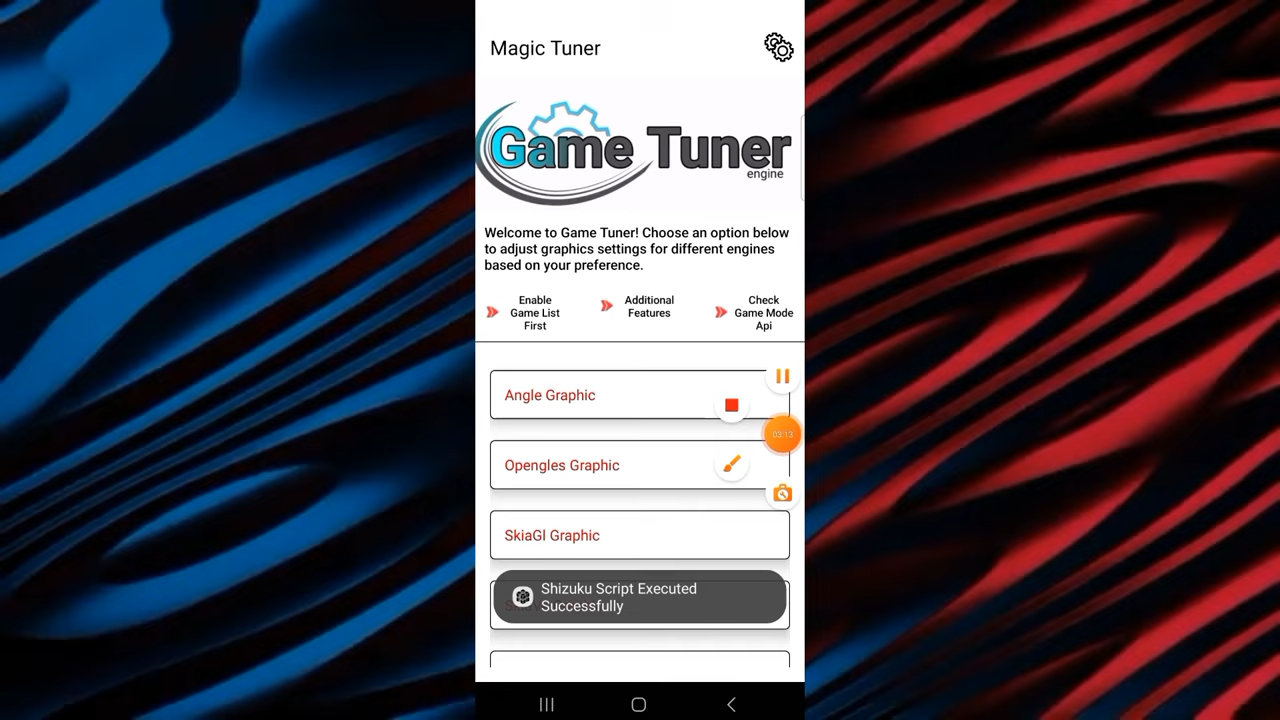 Magic Tuner
Game Tuner
engine
Welcome to Game Tuner! Choose an option below
to adjust graphics settings for different engines
based on your preference.
Enable
Game List
First
Additional
Features
Check
Game Mode
Api
Angle Graphic
03:13
Opengles Graphic
SkiaGl Graphic
Shizuku Script Executed
Successfully